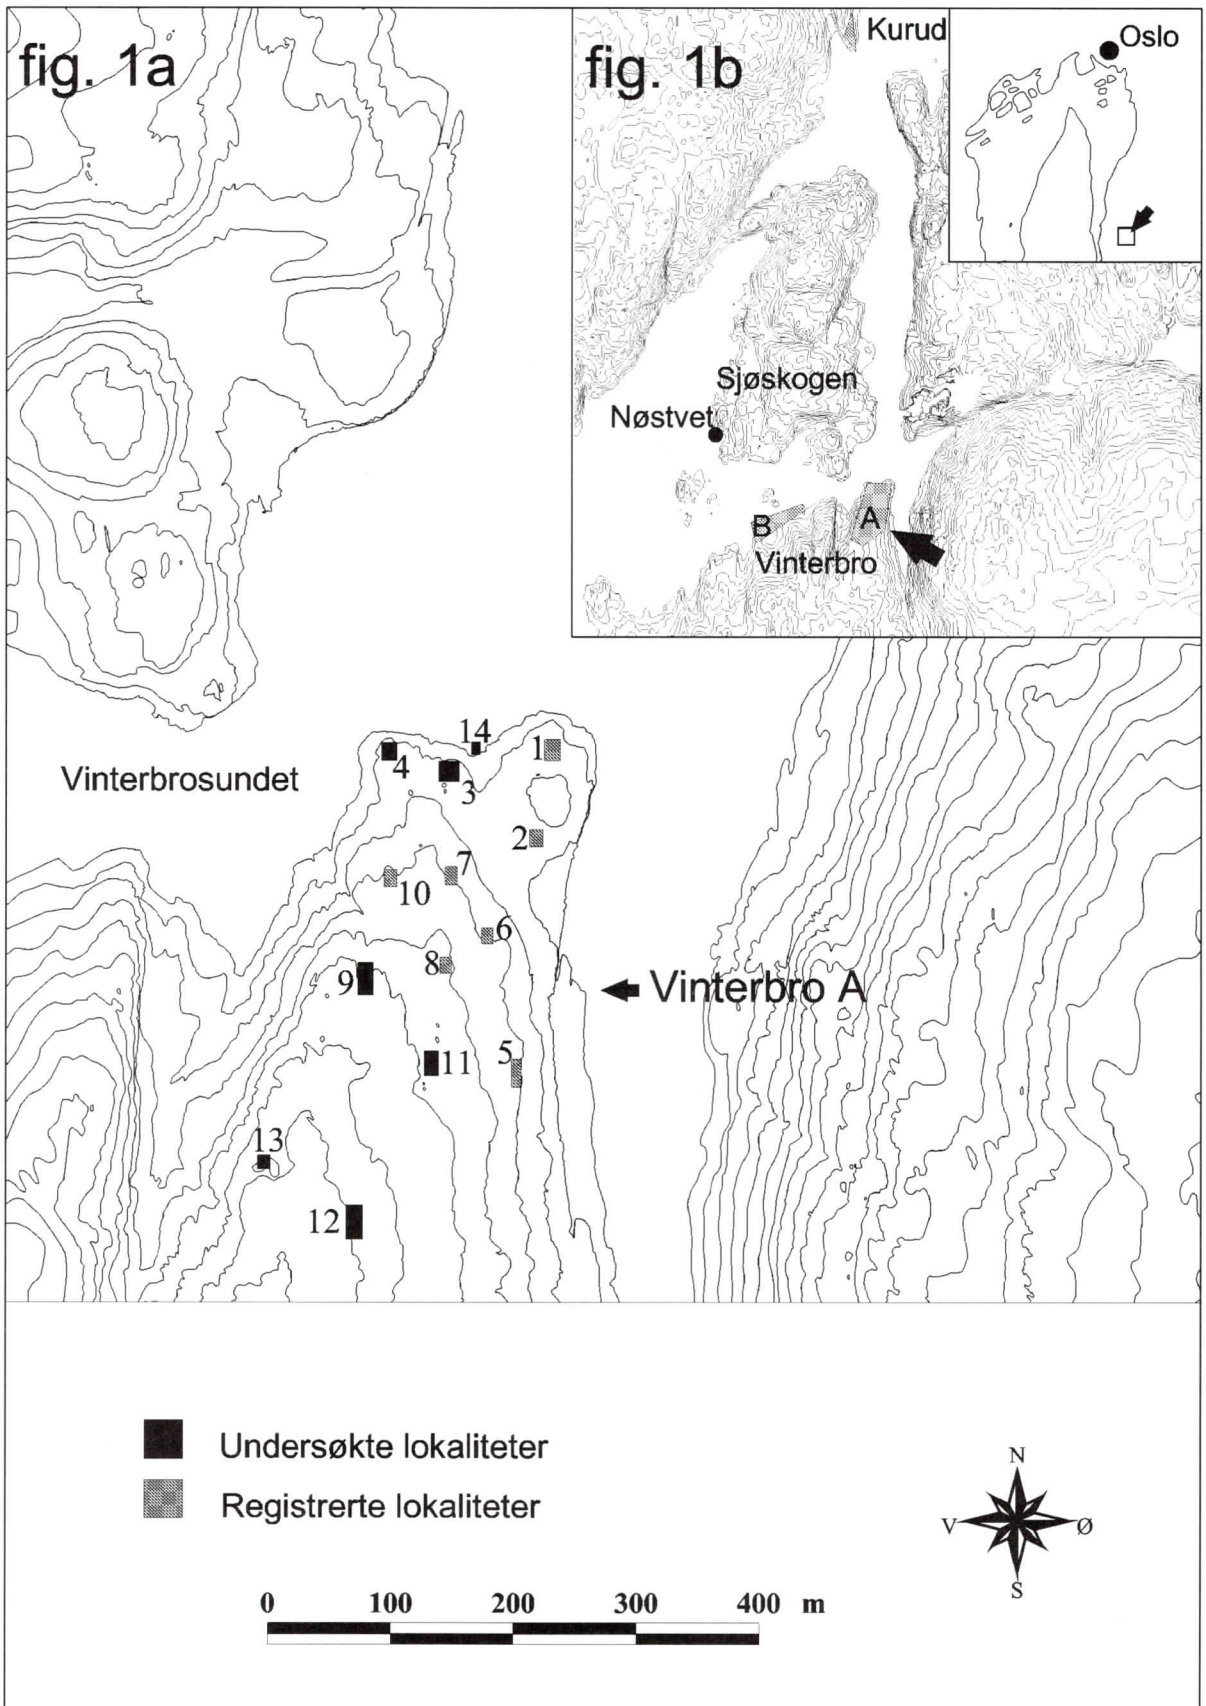 fig. 1a
fig. 1b
Kurud
Oslo
Sjøskogen
Nøstvet
B
A
Vinterbro
Vinterbrosundet
14
1
4
3
2
7
10
6
8
9
Vinterbro A
5
11
13
12
Undersøkte lokaliteter
Registrerte lokaliteter
N
V
Ø
S
0 100 200 300 400 m